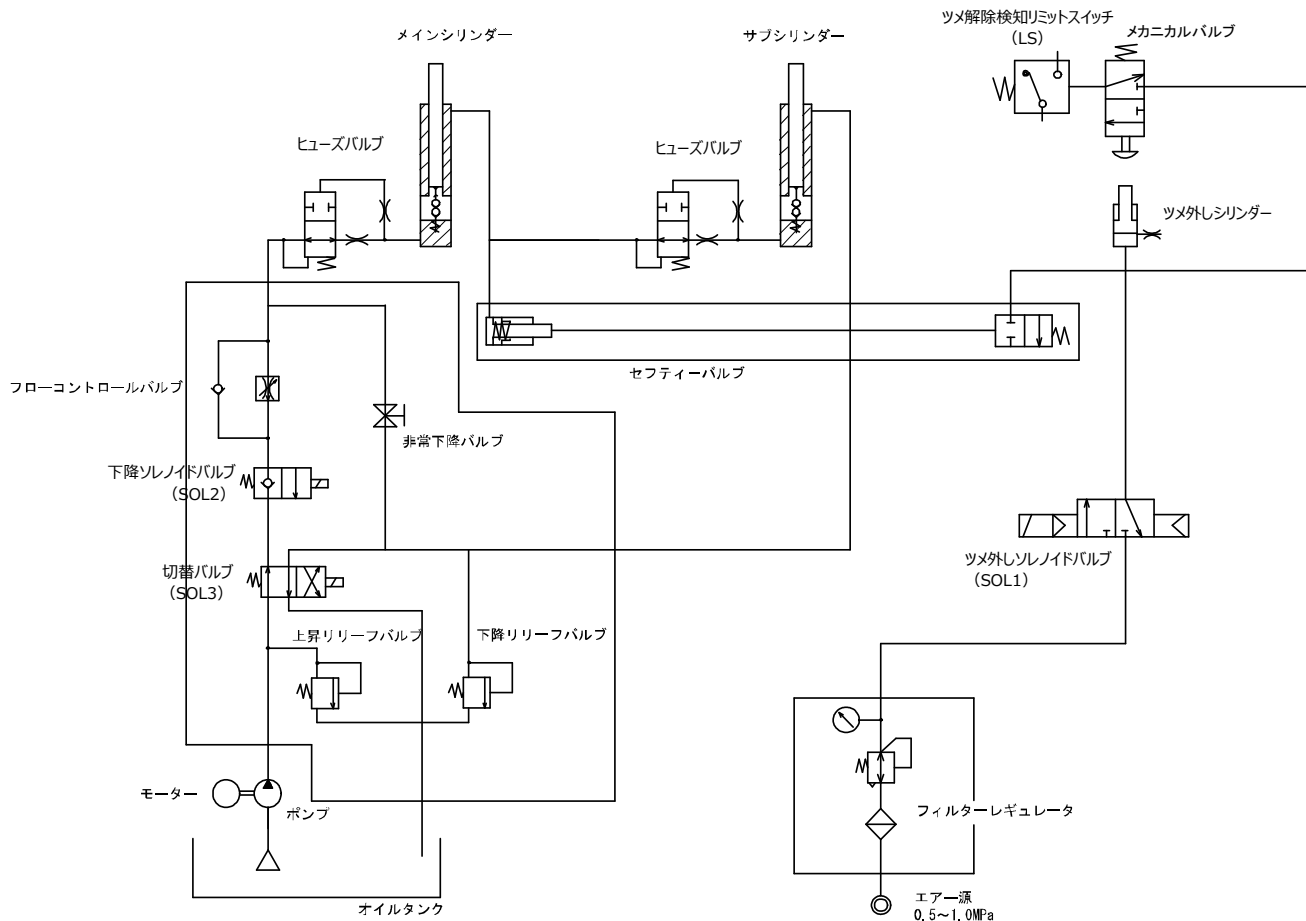 メインシリンダー
サブシリンダー
ツメ解除検知リミットスイッチ
（LS）
メカニカルバルブ
ヒューズバルブ
ヒューズバルブ
ツメ外しシリンダー
セフティーバルブ
フローコントロールバルブ
非常下降バルブ
下降ソレノイドバルブ
（SOL2）
切替バルブ
（SOL3）
ツメ外しソレノイドバルブ
（SOL1）
上昇リリーフバルブ
下降リリーフバルブ
モーター
ポンプ
フィルターレギュレータ
オイルタンク
エアー源
0.5～1.0MPa